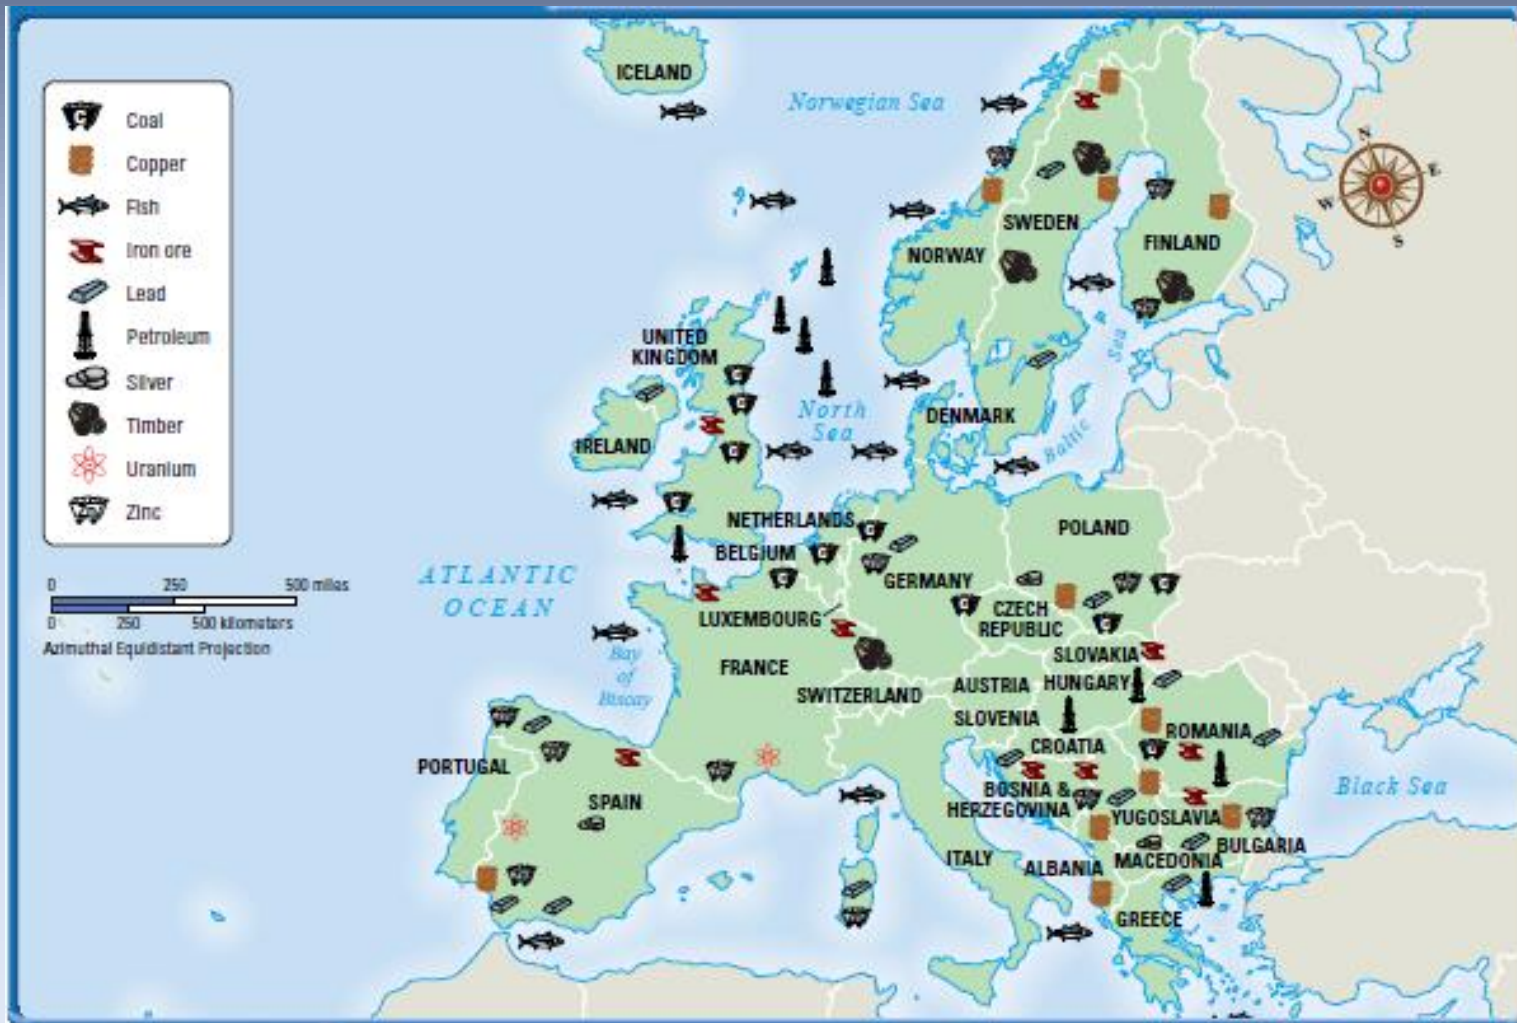 Coal
Copper
Fish
Iron ore
Lead
Petroleum
Silver
Timber
Uranium
Zinc
0 250 500 miles
0 250 500 kilometers
Azimuthal Equidistant Projection
ICELAND
Norwegian Sea
N
E
W
S
SWEDEN
FINLAND
NORWAY
UNITED
KINGDOM
North
Sea
DENMARK
Baltic
Sea
IRELAND
NETHERLANDS
POLAND
BELGIUM
GERMANY
ATLANTIC
OCEAN
LUXEMBOURG
CZECH
REPUBLIC
SLOVAKIA
FRANCE
Bay
of
Biscay
SWITZERLAND
AUSTRIA
HUNGARY
SLOVENIA
ROMANIA
CROATIA
PORTUGAL
SPAIN
BOSNIA &
HERZEGOVINA
YUGOSLAVIA
Black Sea
BULGARIA
ITALY
ALBANIA
MACEDONIA
GREECE